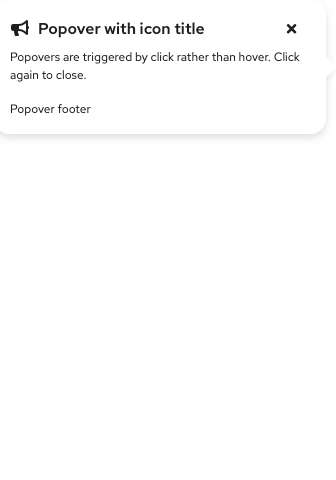 Popover with icon title
Popovers are triggered by click rather than hover. Click
again to close.
Popover footer